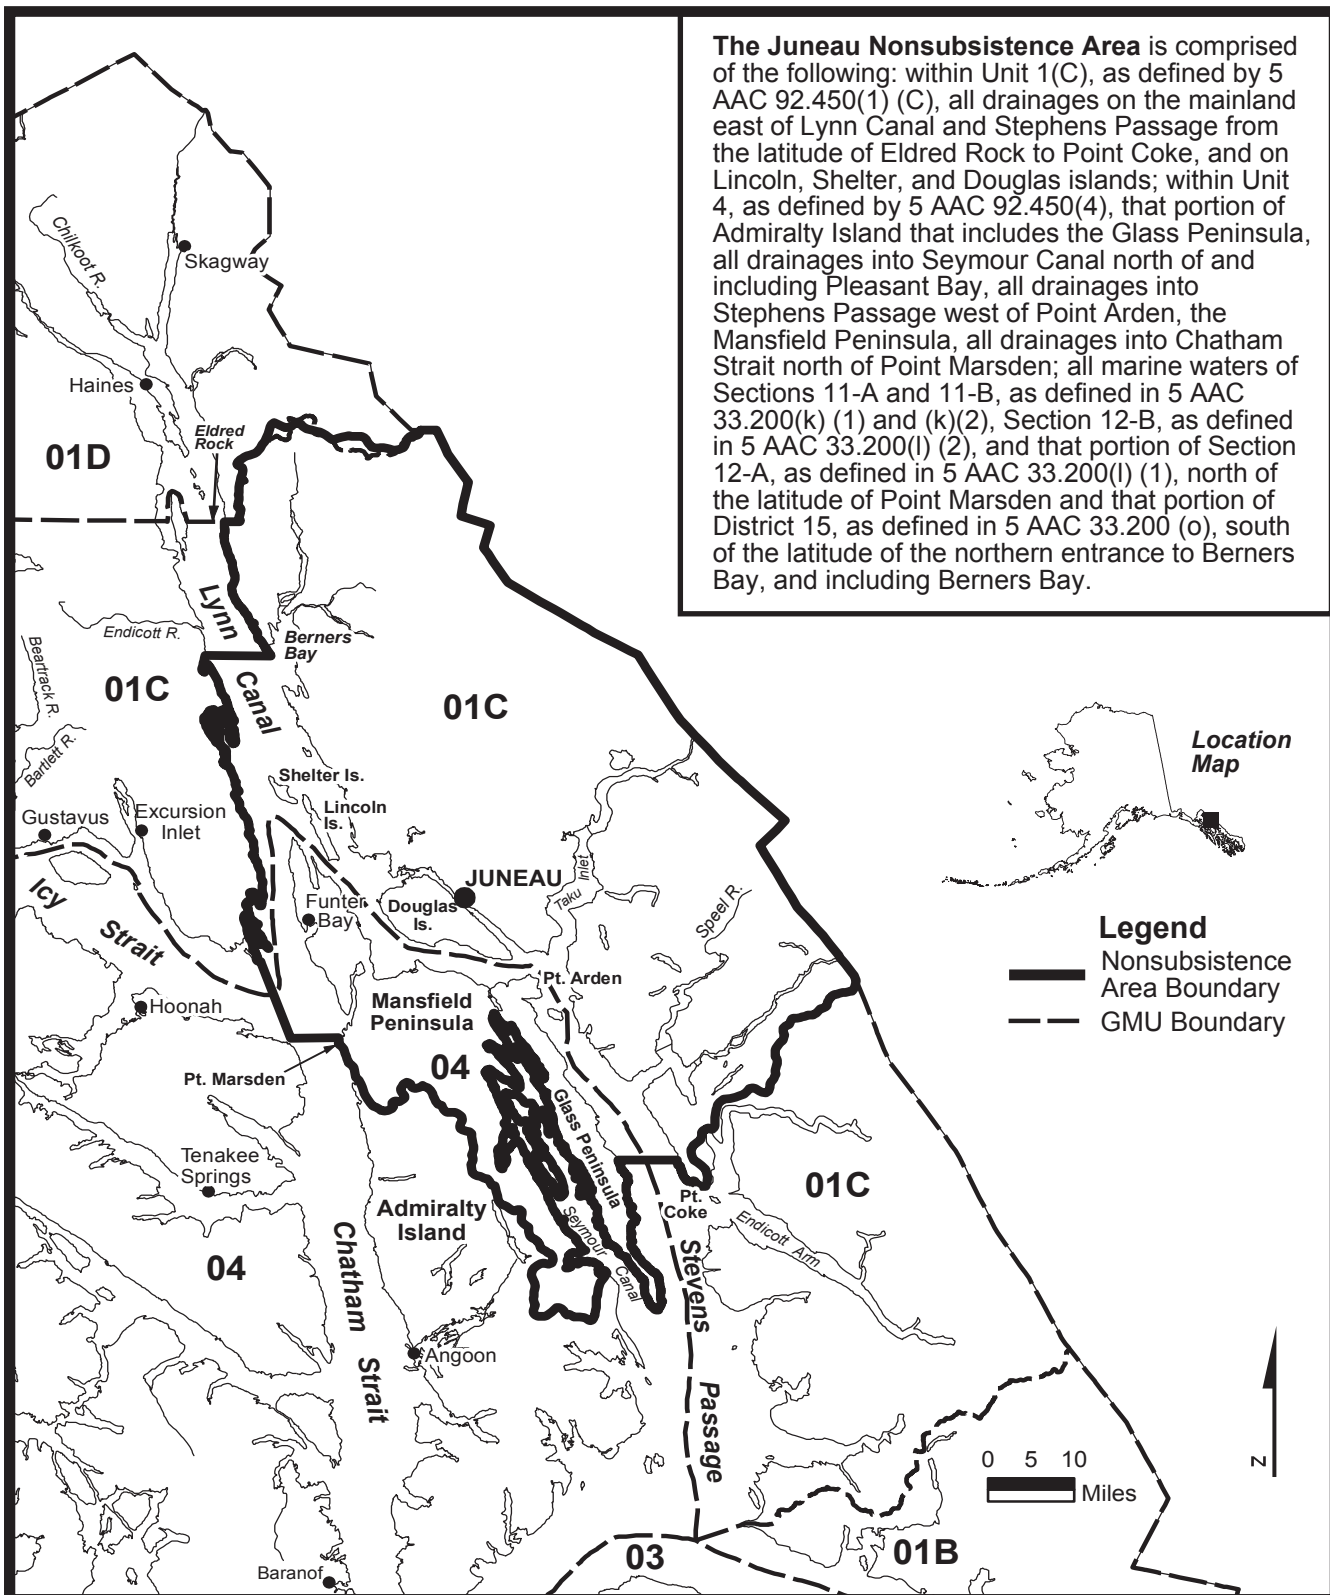 The Juneau Nonsubsistence Area is comprised
of the following: within Unit 1(C), as defined by 5
AAC 92.450(1) (C), all drainages on the mainland
east of Lynn Canal and Stephens Passage from
the latitude of Eldred Rock to Point Coke, and on
Lincoln, Shelter, and Douglas islands; within Unit
4, as defined by 5 AAC 92.450(4), that portion of
Admiralty Island that includes the Glass Peninsula,
all drainages into Seymour Canal north of and
including Pleasant Bay, all drainages into
Stephens Passage west of Point Arden, the
Mansfield Peninsula, all drainages into Chatham
Strait north of Point Marsden; all marine waters of
Sections 11-A and 11-B, as defined in 5 AAC
33.200(k) (1) and (k)(2), Section 12-B, as defined
in 5 AAC 33.200(l) (2), and that portion of Section
12-A, as defined in 5 AAC 33.200(l) (1), north of
the latitude of Point Marsden and that portion of
District 15, as defined in 5 AAC 33.200 (o), south
of the latitude of the northern entrance to Berners
Bay, and including Berners Bay.
Chilkoot R.
Skagway
Haines
Eldred
Rock
01D
Lynn
Canal
Endicott R.
Berners
Bay
Beartrack R.
01C
01C
Bartlett R.
Location
Map
Shelter Is.
Lincoln
Is.
Gustavus
Excursion
Inlet
JUNEAU
Taku Inlet
Icy
Strait
Funter
Bay
Douglas
Is.
Speel R.
Legend
Nonsubsistence
Area Boundary
GMU Boundary
Pt. Arden
Hoonah
Mansfield
Peninsula
04
Pt. Marsden
Glass Peninsula
Tenakee
Springs
Admiralty
Island
Seymour
Canal
Pt.
Coke
01C
Endicott Arm
04
Chatham
Strait
Stevens
Passage
Angoon
0 5 10
Miles
N
03
01B
Baranof